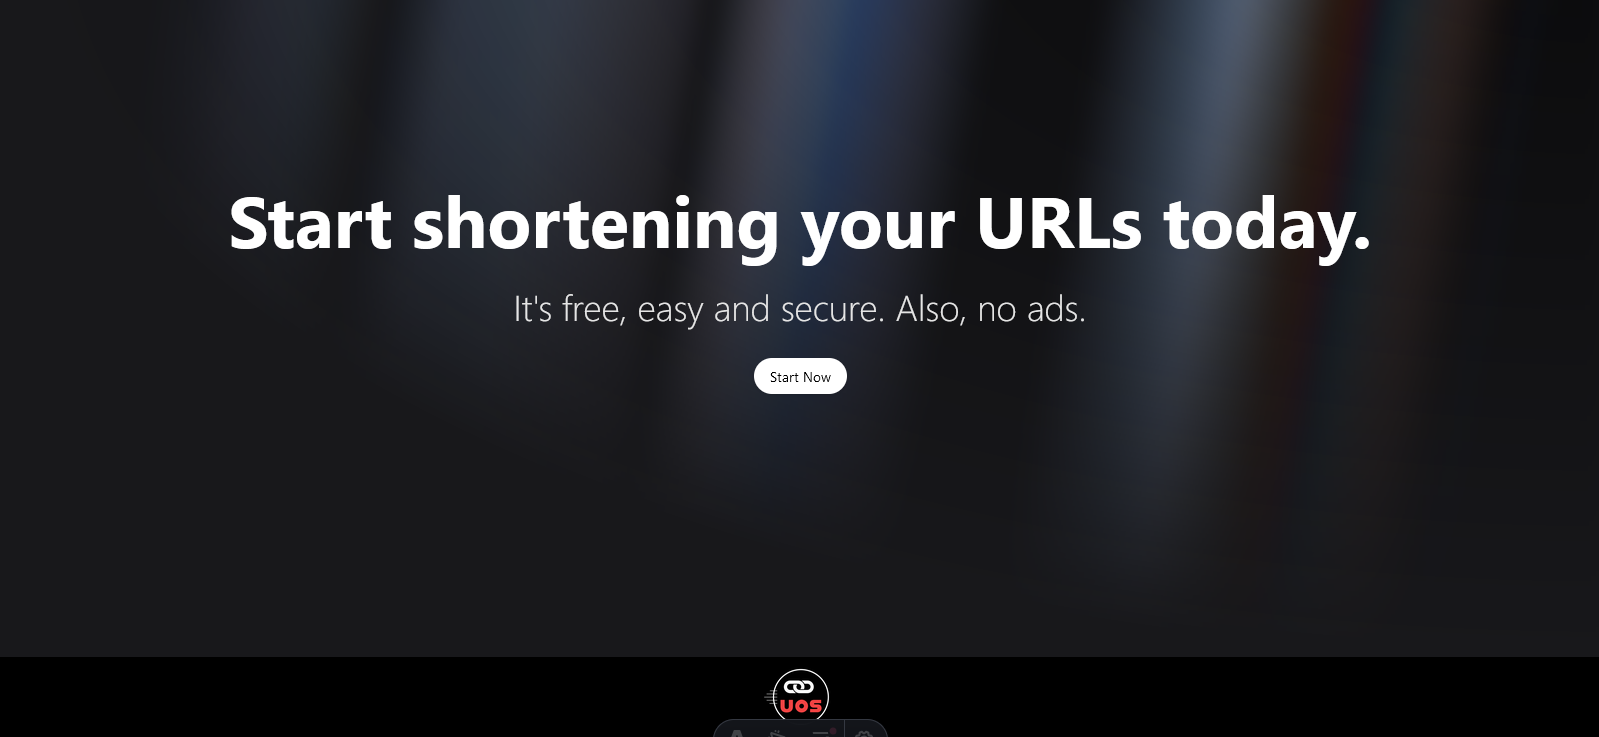 Start shortening your URLs today.
It's free, easy and secure. Also, no ads.
Start Now
UOS